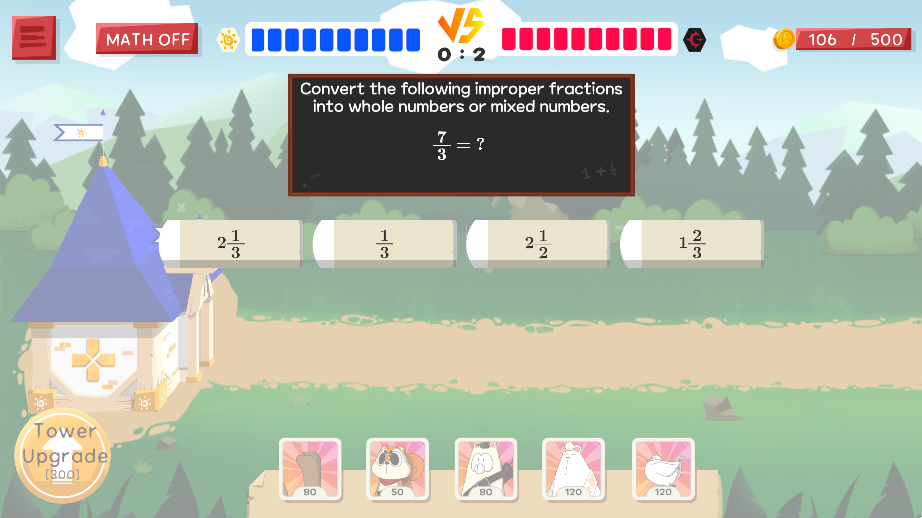 MATH OFF
VS
0 : 2
106 / 500
Convert the following improper fractions
into whole numbers or mixed numbers.
7/3 = ?
1 + 4
2 1/3
1/3
2 1/2
1 2/3
Tower
Upgrade
[300]
80
50
80
120
120